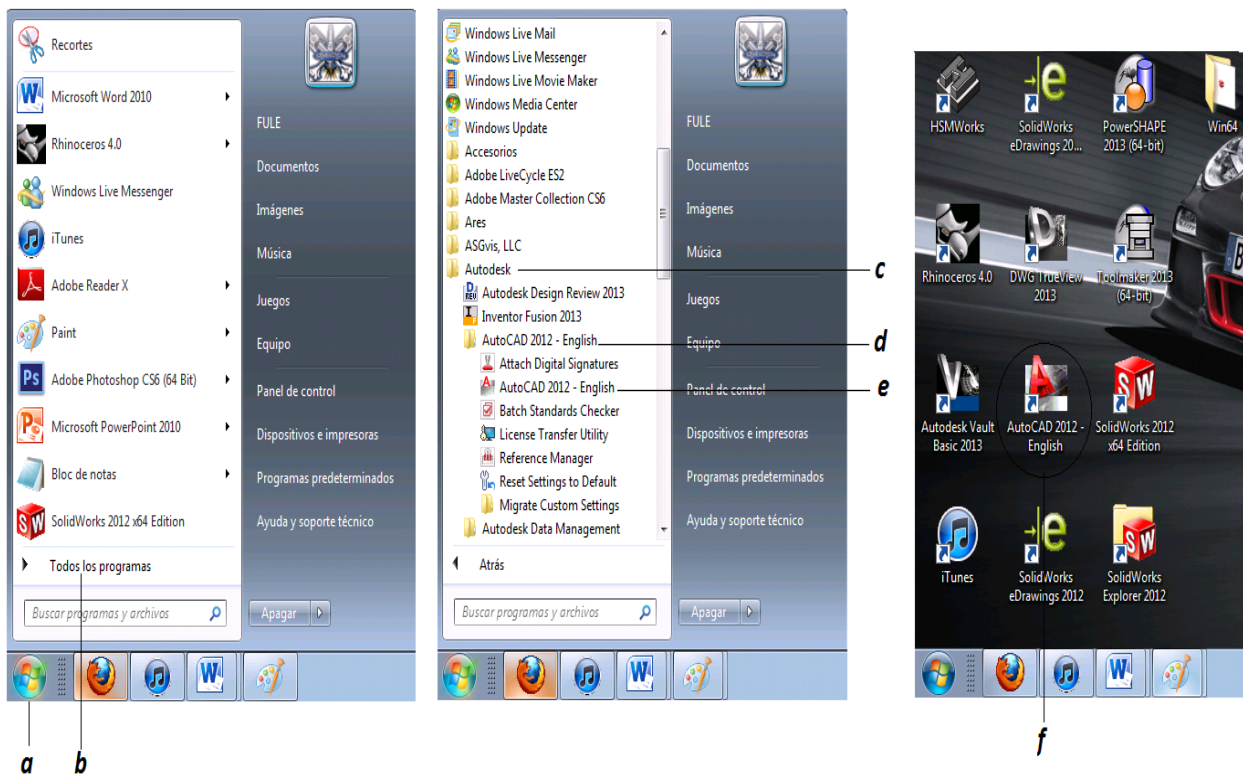 Recortes
Microsoft Word 2010
Rhinoceros 4.0
Windows Live Messenger
iTunes
Adobe Reader X
Paint
Adobe Photoshop CS6 (64 Bit)
Microsoft PowerPoint 2010
Bloc de notas
SolidWorks 2012 x64 Edition
Todos los programas
Buscar programas y archivos
FULE
Documentos
Imágenes
Música
Juegos
Equipo
Panel de control
Dispositivos e impresoras
Programas predeterminados
Ayuda y soporte técnico
Apagar
a
b
Windows Live Mail
Windows Live Messenger
Windows Live Movie Maker
Windows Media Center
Windows Update
Accesorios
Adobe LiveCycle ES2
Adobe Master Collection CS6
Ares
ASGvis, LLC
Autodesk
Autodesk Design Review 2013
Inventor Fusion 2013
AutoCAD 2012 - English
Attach Digital Signatures
AutoCAD 2012 - English
Batch Standards Checker
License Transfer Utility
Reference Manager
Reset Settings to Default
Migrate Custom Settings
Autodesk Data Management
Atrás
Buscar programas y archivos
FULE
Documentos
Imágenes
Música
Juegos
Equipo
Panel de control
Dispositivos e impresoras
Programas predeterminados
Ayuda y soporte técnico
Apagar
c
d
e
HSMWorks
SolidWorks
eDrawings 20...
PowerSHAPE
2013 (64-bit)
Win64
Rhinoceros 4.0
DWG TrueView
2013
Toolmaker 2013
(64-bit)
Autodesk Vault
Basic 2013
AutoCAD 2012 -
English
SolidWorks 2012
x64 Edition
iTunes
SolidWorks
eDrawings 2012
SolidWorks
Explorer 2012
f